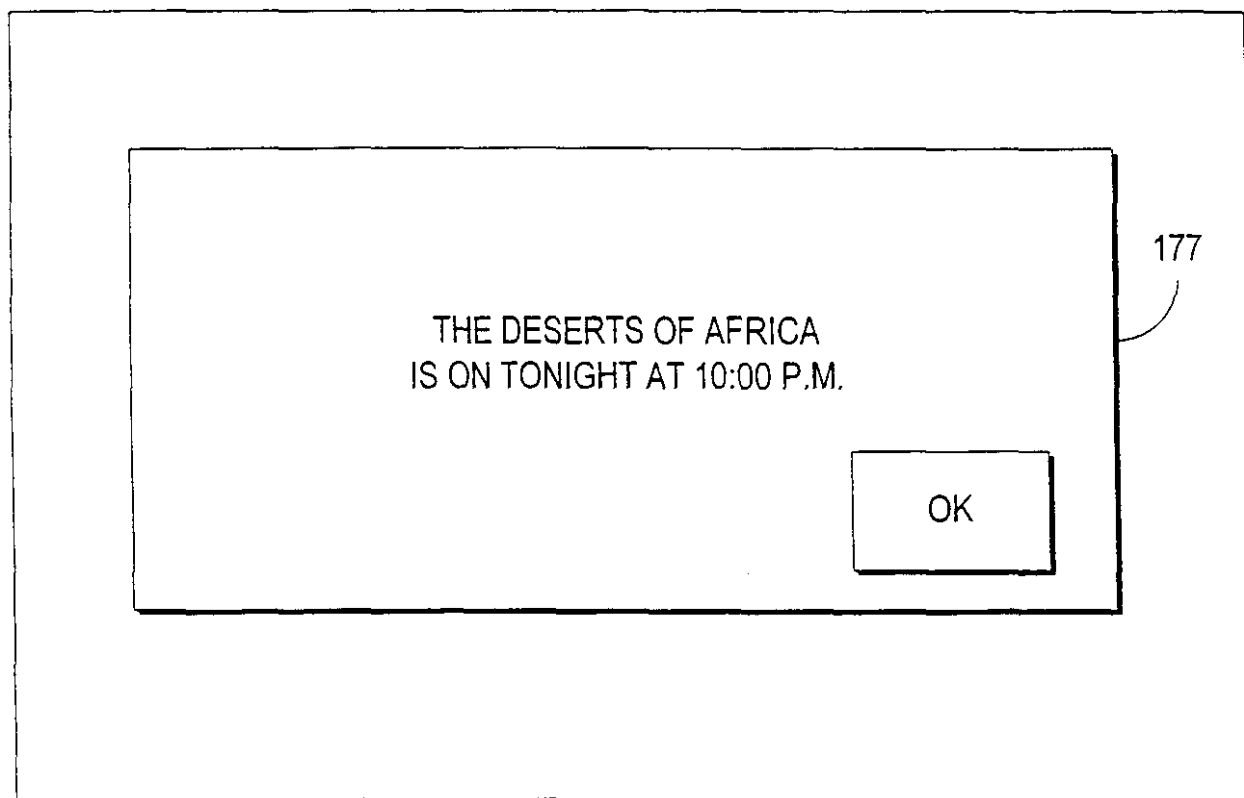 177
THE DESERTS OF AFRICA
IS ON TONIGHT AT 10:00 P.M.
OK